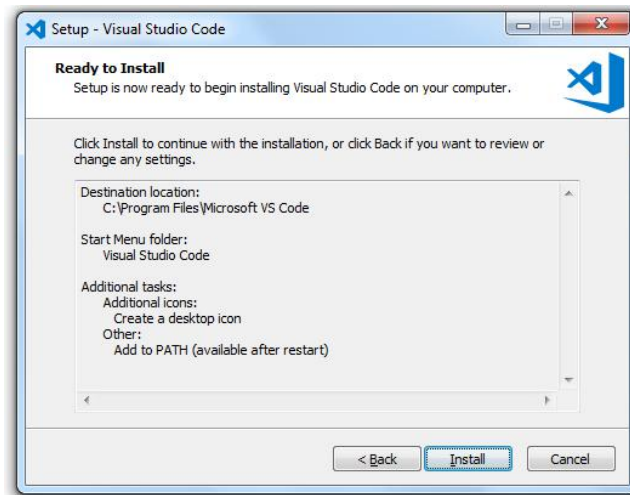 Setup - Visual Studio Code
Ready to Install
Setup is now ready to begin installing Visual Studio Code on your computer.
Click Install to continue with the installation, or click Back if you want to review or
change any settings.
Destination location:
C:\Program Files\Microsoft VS Code
Start Menu folder:
Visual Studio Code
Additional tasks:
Additional icons:
Create a desktop icon
Other:
Add to PATH (available after restart)
< Back
Install
Cancel